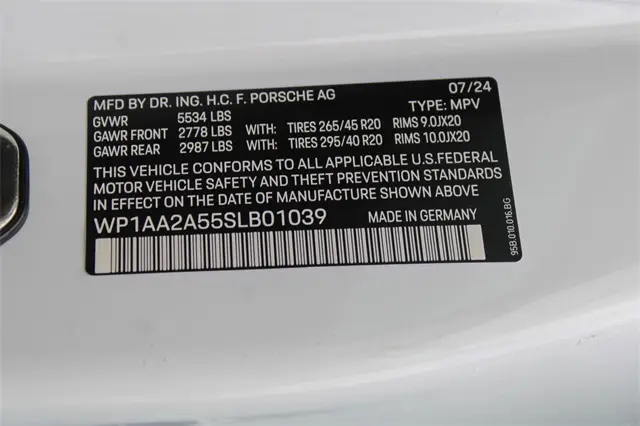 MFD BY DR. ING. H.C. F. PORSCHE AG 07/24
GVWR 5534 LBS TYPE: MPV
GAWR FRONT 2778 LBS WITH: TIRES 265/45 R20 RIMS 9.0JX20
GAWR REAR 2987 LBS WITH: TIRES 295/40 R20 RIMS 10.0JX20
THIS VEHICLE CONFORMS TO ALL APPLICABLE U.S.FEDERAL
MOTOR VEHICLE SAFETY AND THEFT PREVENTION STANDARDS
IN EFFECT ON THE DATE OF MANUFACTURE SHOWN ABOVE
WP1AA2A55SLB01039 MADE IN GERMANY
95B.010.016.BG